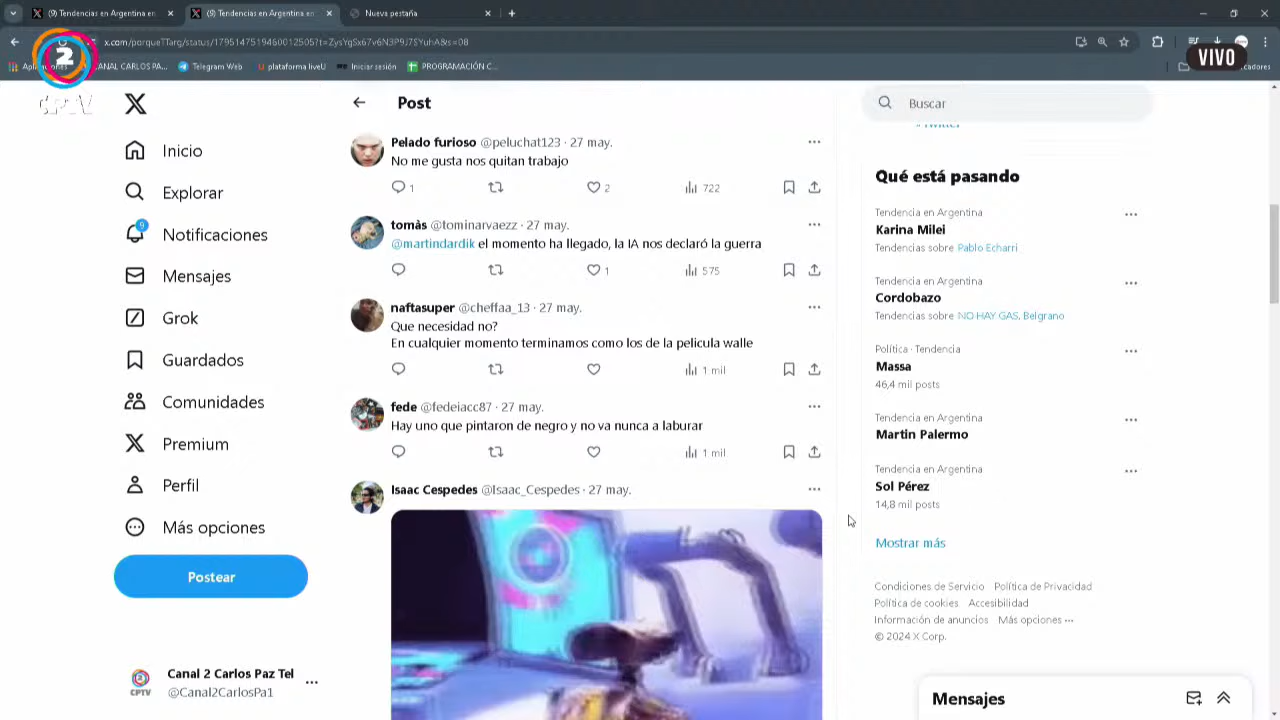 (9) Tendencias en Argentina en
(9) Tendencias en Argentina en
Nueva pestaña
x.com/porqueTTarg/status/1795147519460012505?t=ZysYgSx67v6N3P9J7SYuhA&s=08
CANAL CARLOS PA...
Telegram Web
plataforma liveU
Iniciar sesión
PROGRAMACIÓN C...
2
CPTV
VIVO
Inicio
Explorar
9
Notificaciones
Mensajes
Grok
Guardados
Comunidades
Premium
Perfil
Más opciones
Postear
CPTV
Canal 2 Carlos Paz Tel
@Canal2CarlosPa1
Post
Pelado furioso @peluchat123 · 27 may.
No me gusta nos quitan trabajo
1 2 722
tomàs @tominarvaezz · 27 may.
@martindardik el momento ha llegado, la IA nos declaró la guerra
1 575
naftasuper @cheffaa_13 · 27 may.
Que necesidad no?
En cualquier momento terminamos como los de la pelicula walle
1 mil
fede @fedeiacc87 · 27 may.
Hay uno que pintaron de negro y no va nunca a laburar
1 mil
Isaac Cespedes @Isaac_Cespedes · 27 may.
Buscar
Qué está pasando
Tendencia en Argentina
Karina Milei
Tendencias sobre Pablo Echarri
Tendencia en Argentina
Cordobazo
Tendencias sobre NO HAY GAS, Belgrano
Política · Tendencia
Massa
46,4 mil posts
Tendencia en Argentina
Martin Palermo
Tendencia en Argentina
Sol Pérez
14,8 mil posts
Mostrar más
Condiciones de Servicio Política de Privacidad
Política de cookies Accesibilidad
Información de anuncios Más opciones ···
© 2024 X Corp.
Mensajes